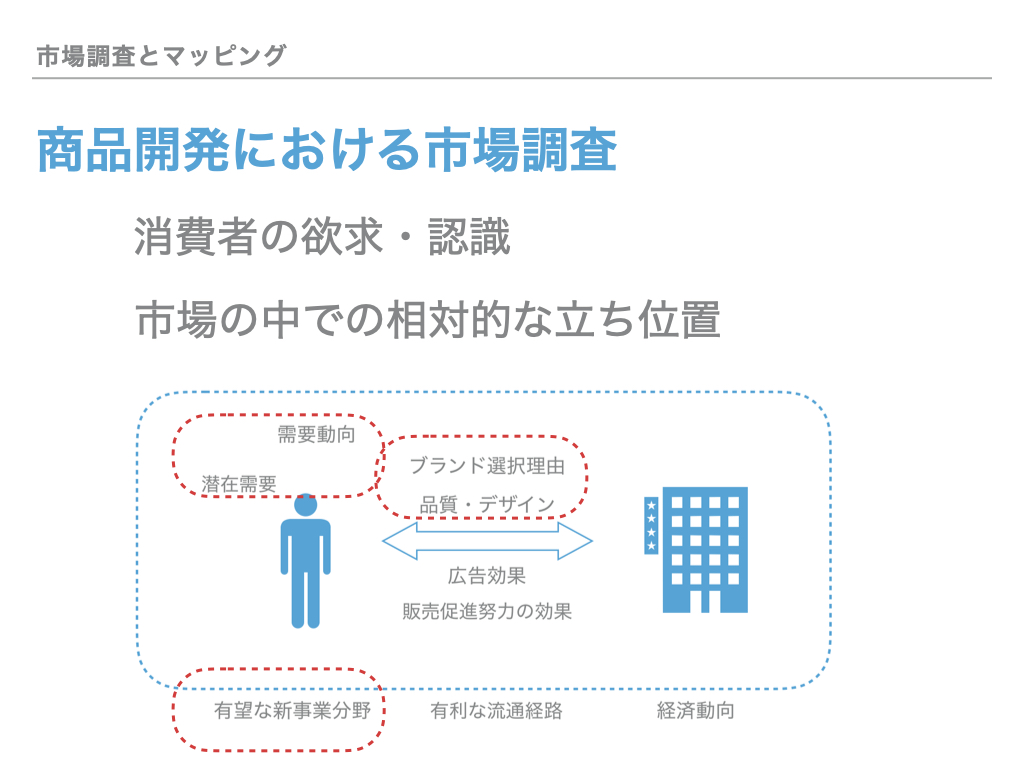 市場調査とマッピング
商品開発における市場調査
消費者の欲求・認識
市場の中での相対的な立ち位置
需要動向
潜在需要
ブランド選択理由
品質・デザイン
広告効果
販売促進努力の効果
有望な新事業分野
有利な流通経路
経済動向